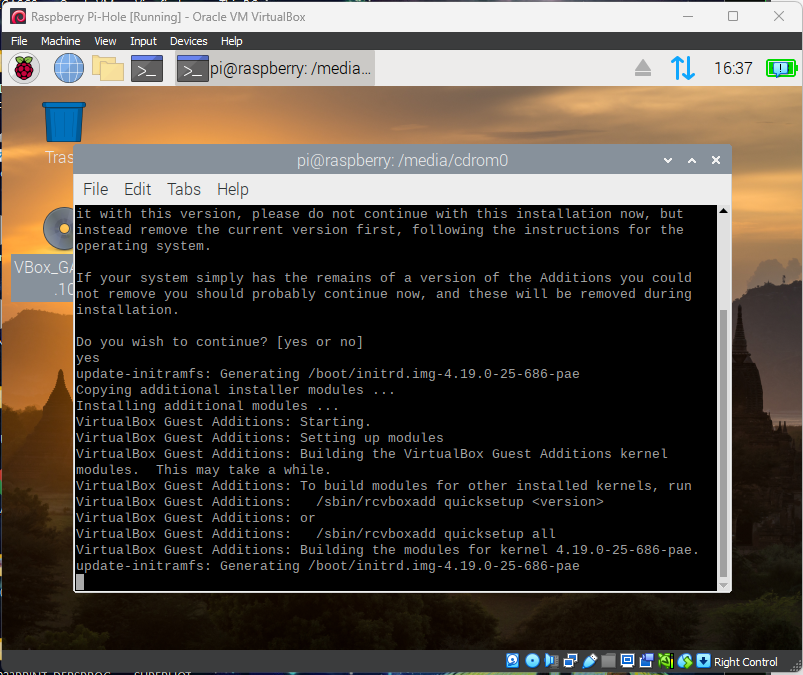 Raspberry Pi-Hole [Running] - Oracle VM VirtualBox
File Machine View Input Devices Help
pi@raspberry: /media...
16:37
Tras
pi@raspberry: /media/cdrom0
File Edit Tabs Help
VBox_GA
.10
it with this version, please do not continue with this installation now, but
instead remove the current version first, following the instructions for the
operating system.
If your system simply has the remains of a version of the Additions you could
not remove you should probably continue now, and these will be removed during
installation.
Do you wish to continue? [yes or no]
yes
update-initramfs: Generating /boot/initrd.img-4.19.0-25-686-pae
Copying additional installer modules ...
Installing additional modules ...
VirtualBox Guest Additions: Starting.
VirtualBox Guest Additions: Setting up modules
VirtualBox Guest Additions: Building the VirtualBox Guest Additions kernel
modules.  This may take a while.
VirtualBox Guest Additions: To build modules for other installed kernels, run
VirtualBox Guest Additions:   /sbin/rcvboxadd quicksetup <version>
VirtualBox Guest Additions: or
VirtualBox Guest Additions:   /sbin/rcvboxadd quicksetup all
VirtualBox Guest Additions: Building the modules for kernel 4.19.0-25-686-pae.
update-initramfs: Generating /boot/initrd.img-4.19.0-25-686-pae
Right Control